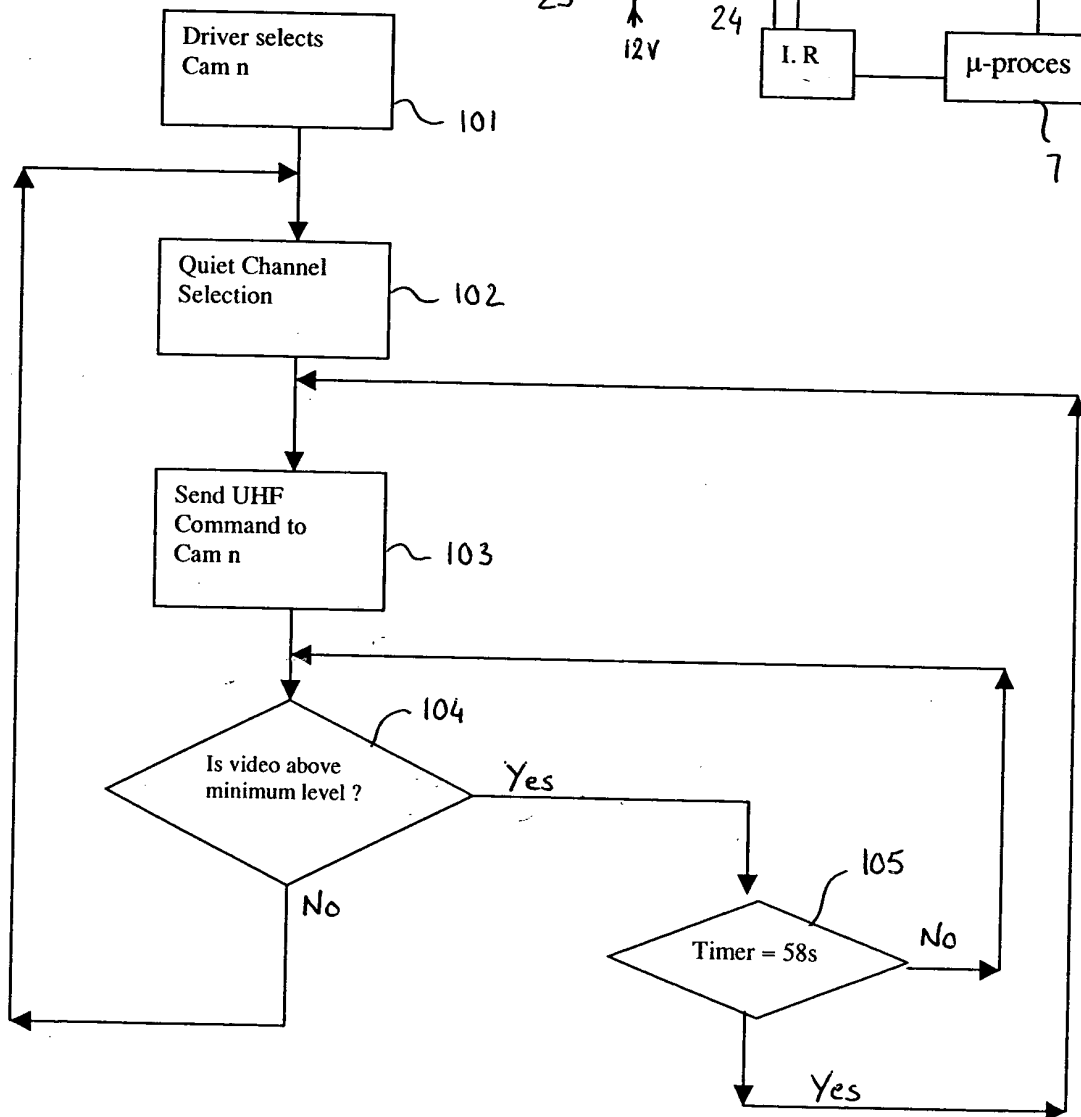 24
12V
I. R
μ-proces
7
Driver selects
Cam n
101
Quiet Channel
Selection
102
Send UHF
Command to
Cam n
103
Is video above
minimum level ?
104
Yes
No
105
Timer = 58s
No
Yes